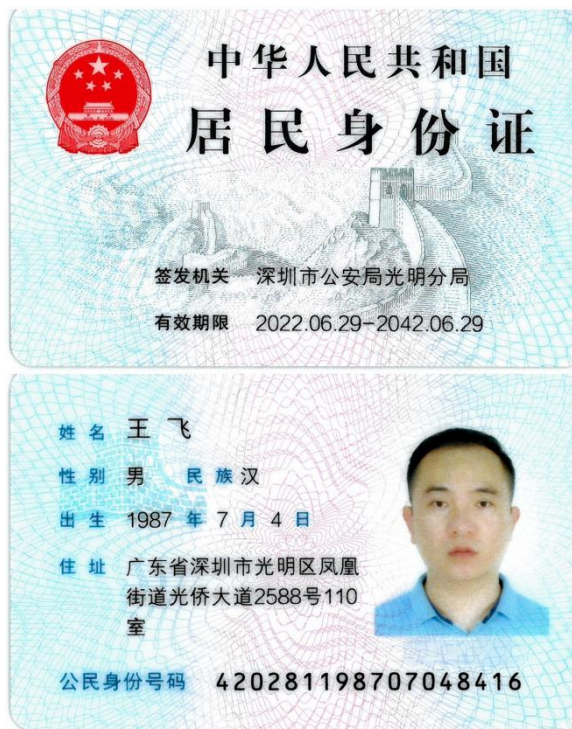 中华人民共和国
居民身份证
签发机关 深圳市公安局光明分局
有效期限 2022.06.29-2042.06.29
姓名 王飞
性别 男 民族 汉
出生 1987 年 7 月 4 日
住址 广东省深圳市光明区凤凰
街道光侨大道2588号110
室
公民身份号码 420281198707048416